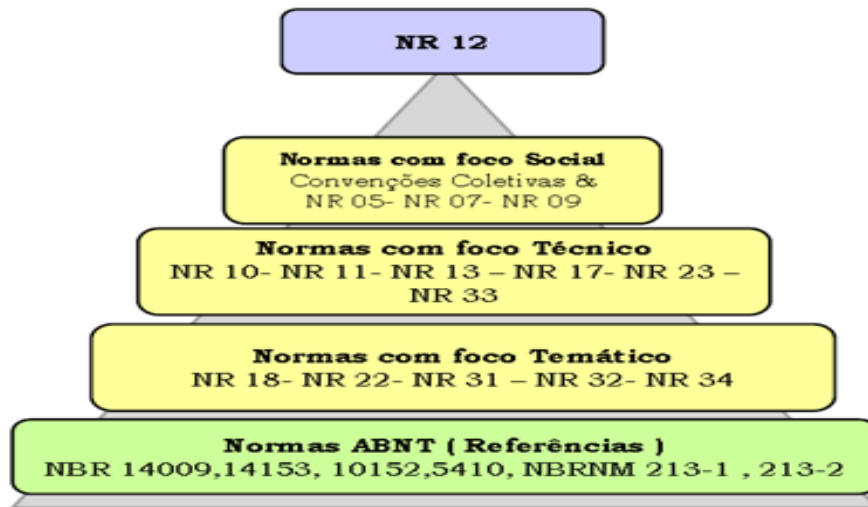 NR 12
Normas com foco Social
Convenções Coletivas &
NR 05- NR 07- NR 09
Normas com foco Técnico
NR 10- NR 11- NR 13 – NR 17- NR 23 –
NR 33
Normas com foco Temático
NR 18- NR 22- NR 31 – NR 32- NR 34
Normas ABNT ( Referências )
NBR 14009,14153, 10152,5410, NBRNM 213-1 , 213-2